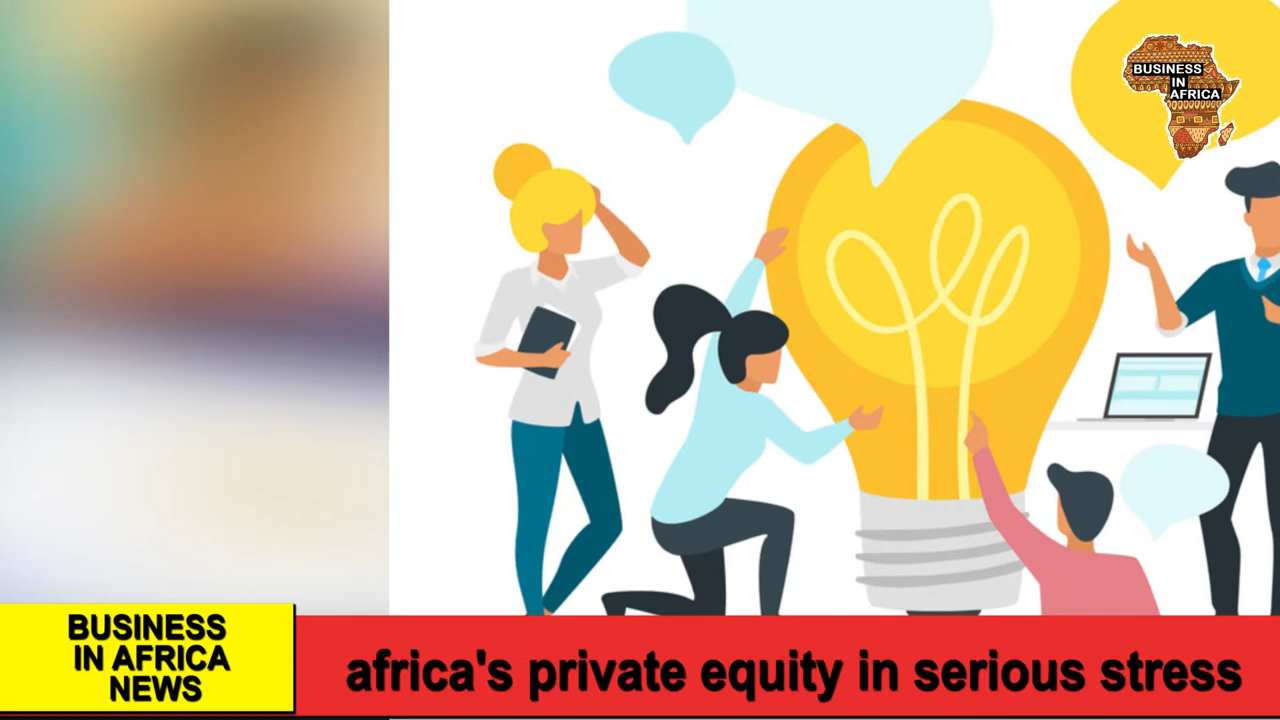 BUSINESS
IN
AFRICA
BUSINESS
IN AFRICA
NEWS
africa's private equity in serious stress